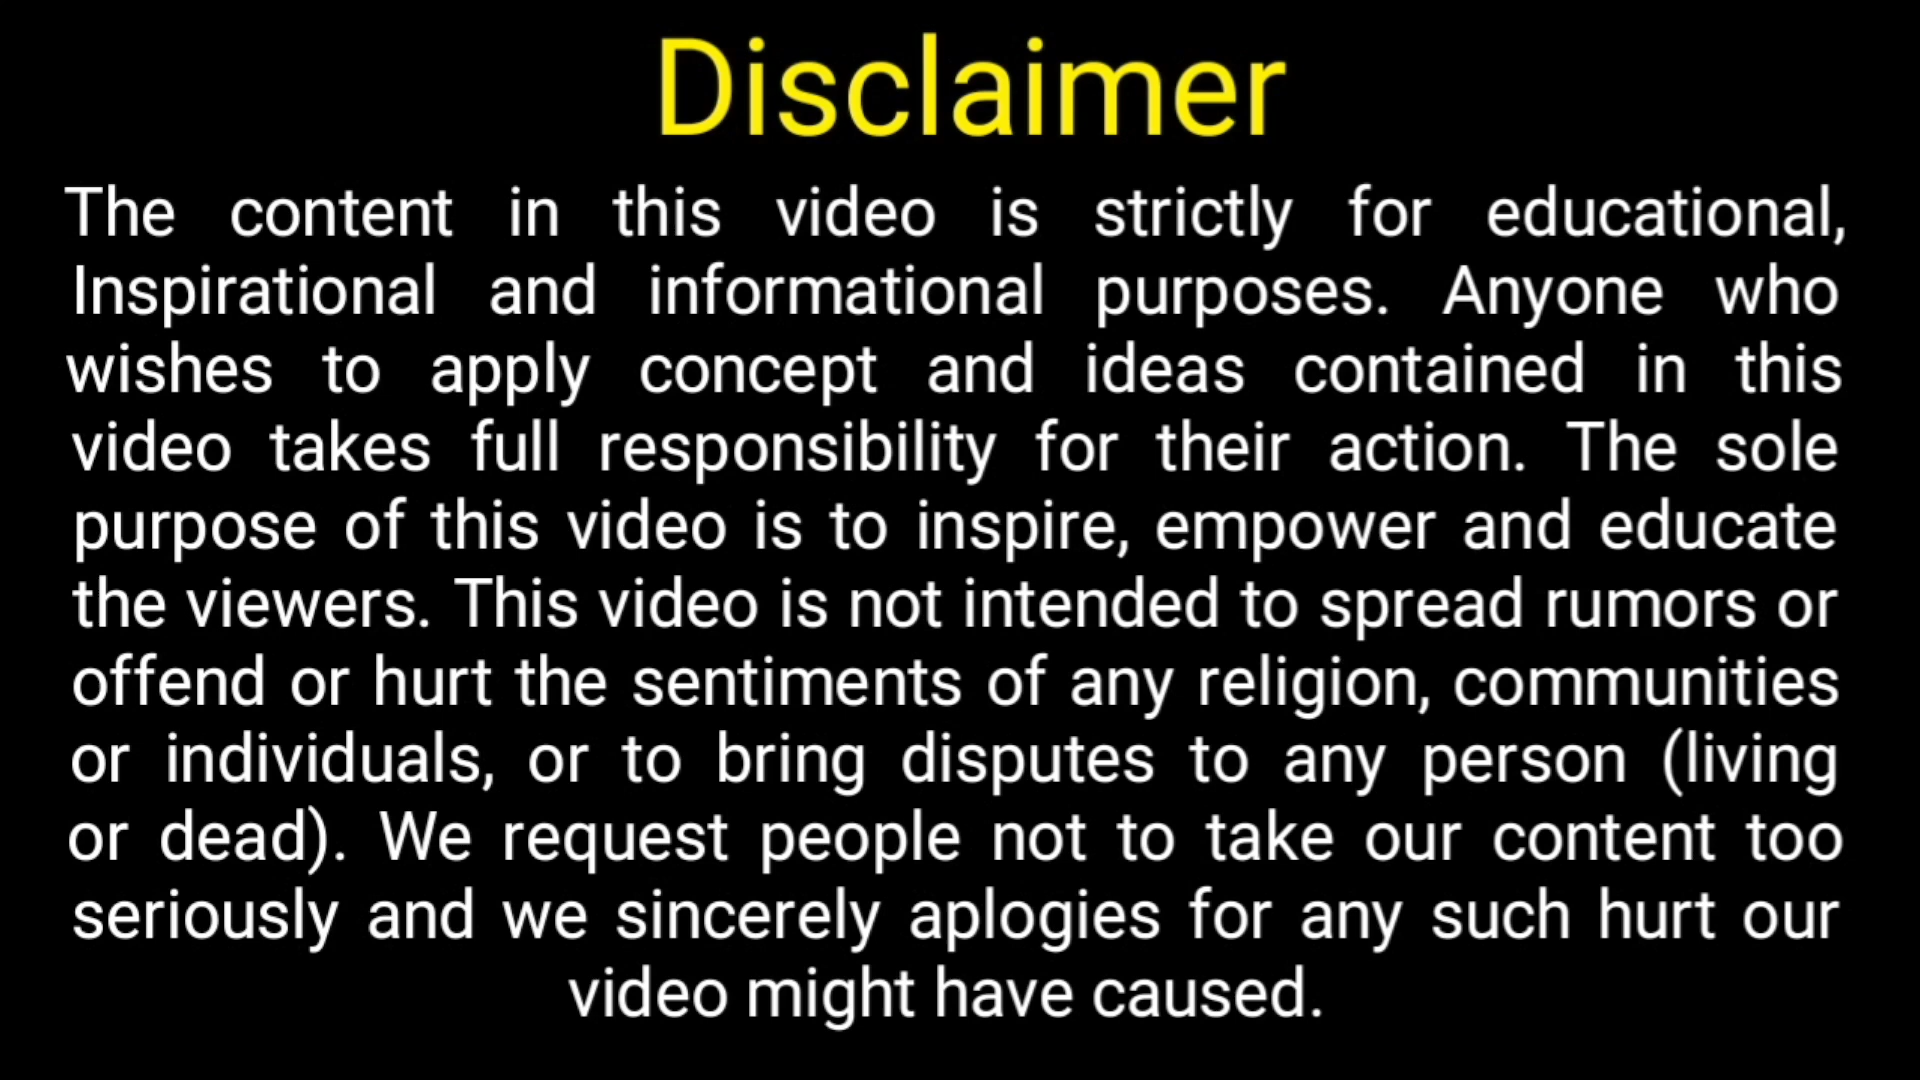 Disclaimer
The content in this video is strictly for educational,
Inspirational and informational purposes. Anyone who
wishes to apply concept and ideas contained in this
video takes full responsibility for their action. The sole
purpose of this video is to inspire, empower and educate
the viewers. This video is not intended to spread rumors or
offend or hurt the sentiments of any religion, communities
or individuals, or to bring disputes to any person (living
or dead). We request people not to take our content too
seriously and we sincerely aplogies for any such hurt our
video might have caused.